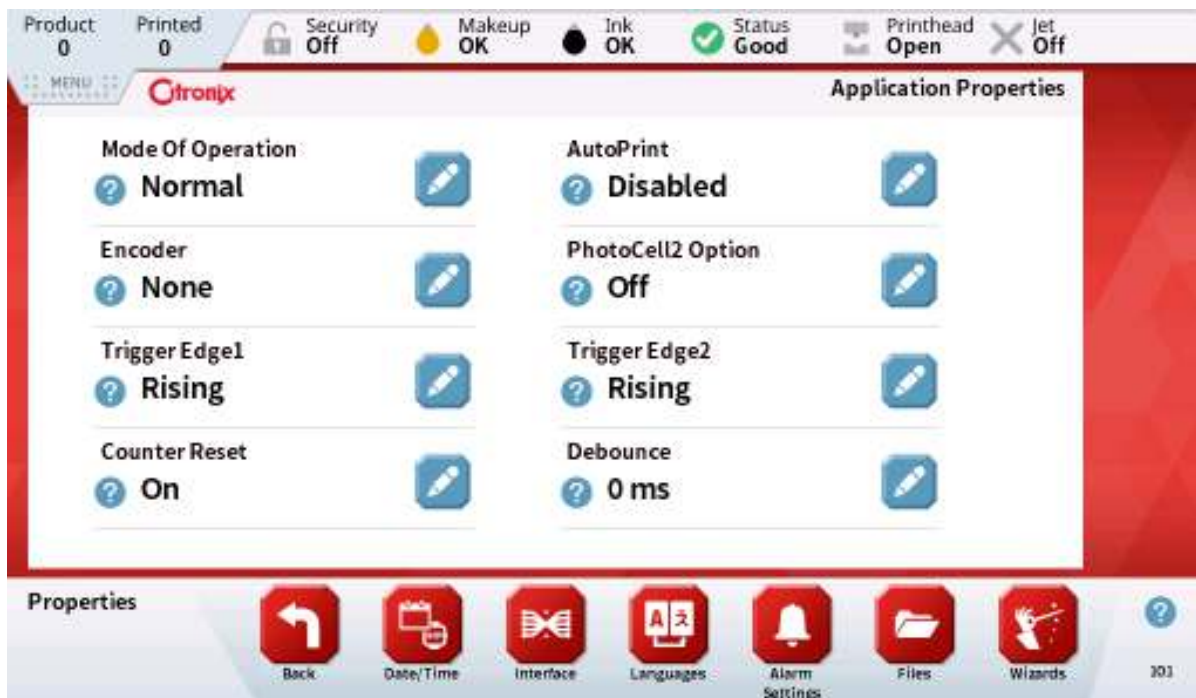 Product
0
Printed
0
Security
Off
Makeup
OK
Ink
OK
Status
Good
Printhead
Open
Jet
Off
MENU
Citronix
Application Properties
Mode Of Operation
? Normal
AutoPrint
? Disabled
Encoder
? None
PhotoCell2 Option
? Off
Trigger Edge1
? Rising
Trigger Edge2
? Rising
Counter Reset
? On
Debounce
? 0 ms
Properties
Back
Date/Time
Interface
A
Languages
Alarm
Settings
Files
Wizards
?